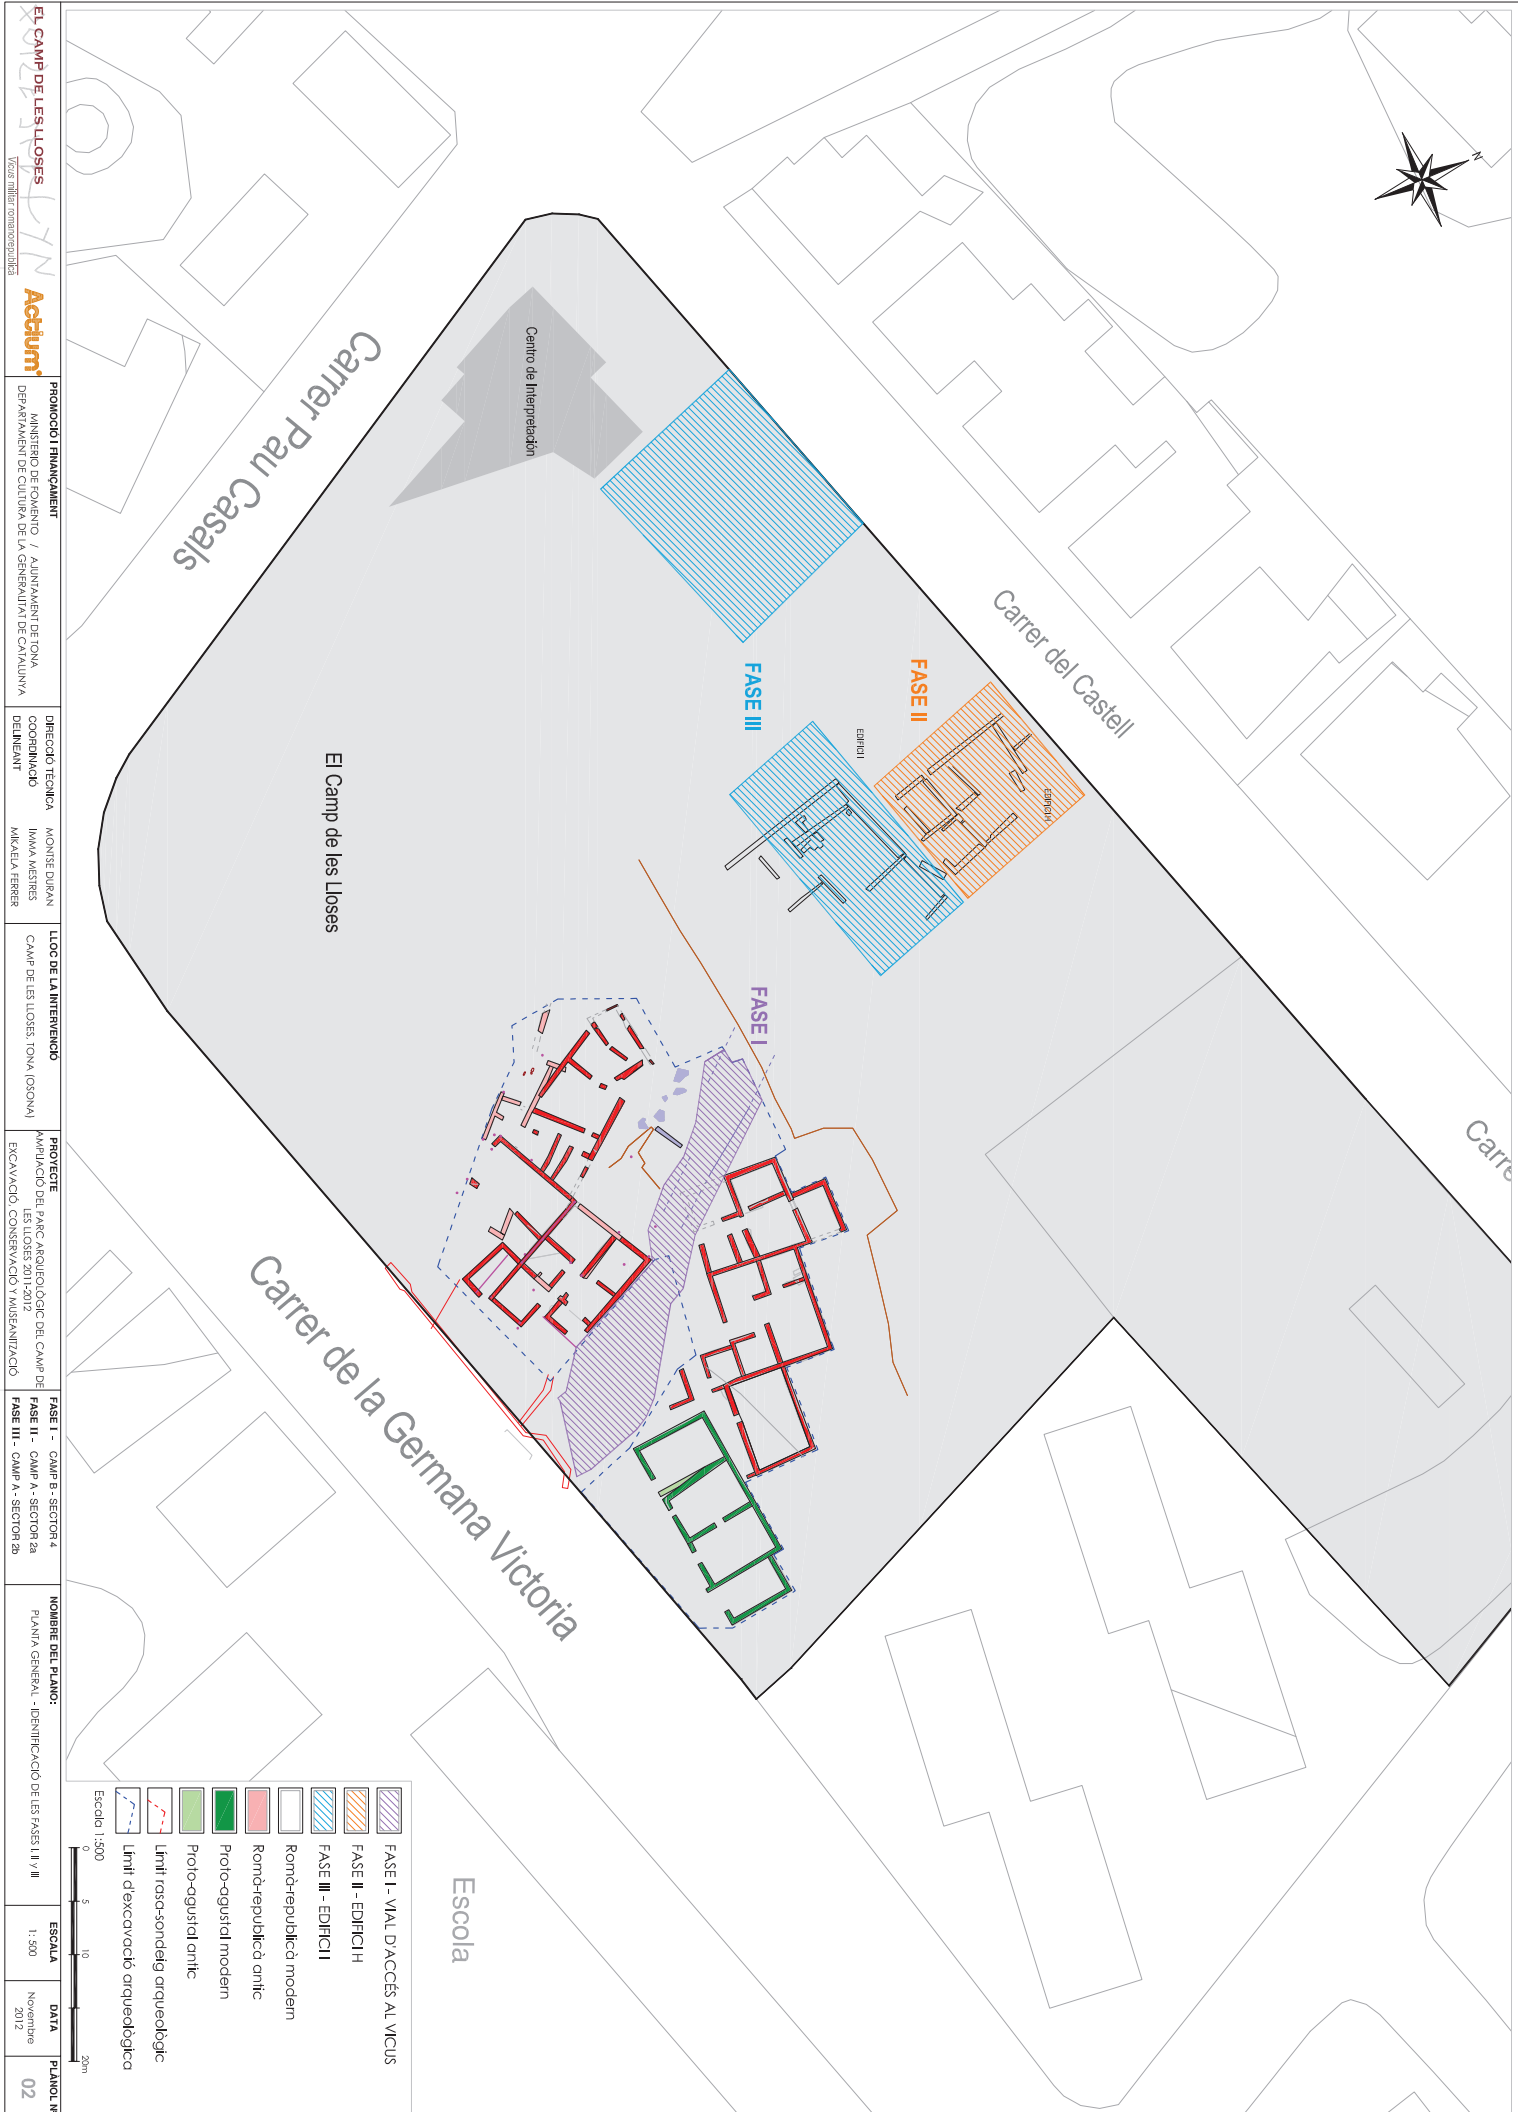 N
Centro de Interpretación
Carrer Pau Casals
Carrer del Castell
FASE III
FASE II
EDIFICI I
EDIFICI H
El Camp de les Lloses
FASE I
Carre
Carrer de la Germana Victoria
Escola
FASE I - VIAL D'ACCÉS AL VICUS
FASE II - EDIFICI H
FASE III - EDIFICI I
Romà-republicà modern
Romà-republicà antic
Proto-agustal modern
Proto-agustal antic
Límit rasa-sondeig arqueològic
Límit d'excavació arqueològica
Escala 1:500
0 5 10 20m
EL CAMP DE LES LLOSES
Vicus militar romanorepublicà
Actium
PROMOCIÓ I FINANÇAMENT
MINISTERIO DE FOMENTO / AJUNTAMENT DE TONA
DEPARTAMENT DE CULTURA DE LA GENERALITAT DE CATALUNYA
DIRECCIÓ TÈCNICA MONTSE DURAN
COORDINACIÓ IMMA MESTRES
DELINEANT MIKAELA FERRER
LLOC DE LA INTERVENCIÓ
CAMP DE LES LLOSES, TONA (OSONA)
PROYECTE
AMPLIACIÓ DEL PARC ARQUEOLÒGIC DEL CAMP DE
LES LLOSES 2011-2012
EXCAVACIÓ, CONSERVACIÓ Y MUSEANITZACIÓ
FASE I - CAMP B - SECTOR 4
FASE II - CAMP A - SECTOR 2a
FASE III - CAMP A - SECTOR 2b
NOMBRE DEL PLANO:
PLANTA GENERAL - IDENTIFICACIÓ DE LES FASES I, II y III
ESCALA
1: 500
DATA
Novembre
2012
PLÀNOL Nº
02